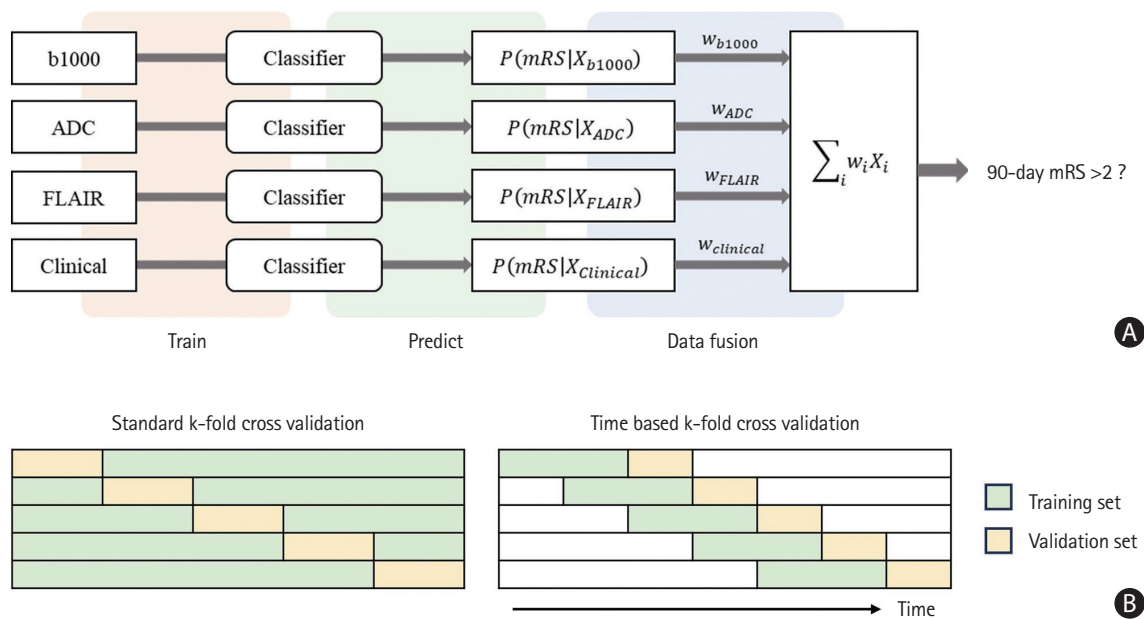 b1000
Classifier
P(mRS|X_b1000)
w_b1000
ADC
Classifier
P(mRS|X_ADC)
w_ADC
FLAIR
Classifier
P(mRS|X_FLAIR)
w_FLAIR
Clinical
Classifier
P(mRS|X_Clinical)
w_clinical
∑_i w_i X_i
90-day mRS >2 ?
Train
Predict
Data fusion
A
Standard k-fold cross validation
Time based k-fold cross validation
Training set
Validation set
Time
B